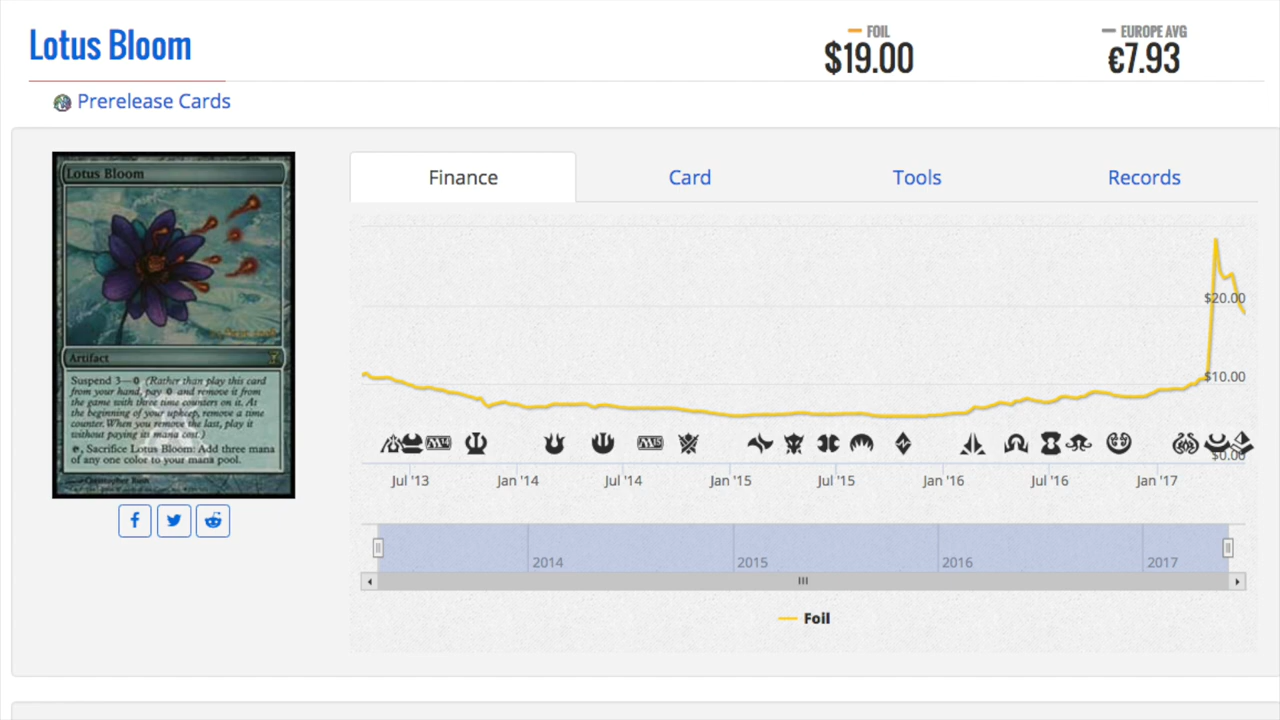 Lotus Bloom
FOIL
$19.00
EUROPE AVG
€7.93
Prerelease Cards
Lotus Bloom
Artifact
Suspend 3—0 (Rather than play this card
from your hand, pay 0 and remove it from
the game with three time counters on it. At
the beginning of your upkeep, remove a time
counter. When you remove the last, play it
without paying its mana cost.)
, Sacrifice Lotus Bloom: Add three mana
of any one color to your mana pool.
Christopher Rush
Finance
Card
Tools
Records
$20.00
$10.00
$0.00
M14
M15
Jul '13
Jan '14
Jul '14
Jan '15
Jul '15
Jan '16
Jul '16
Jan '17
2014
2015
2016
2017
Foil